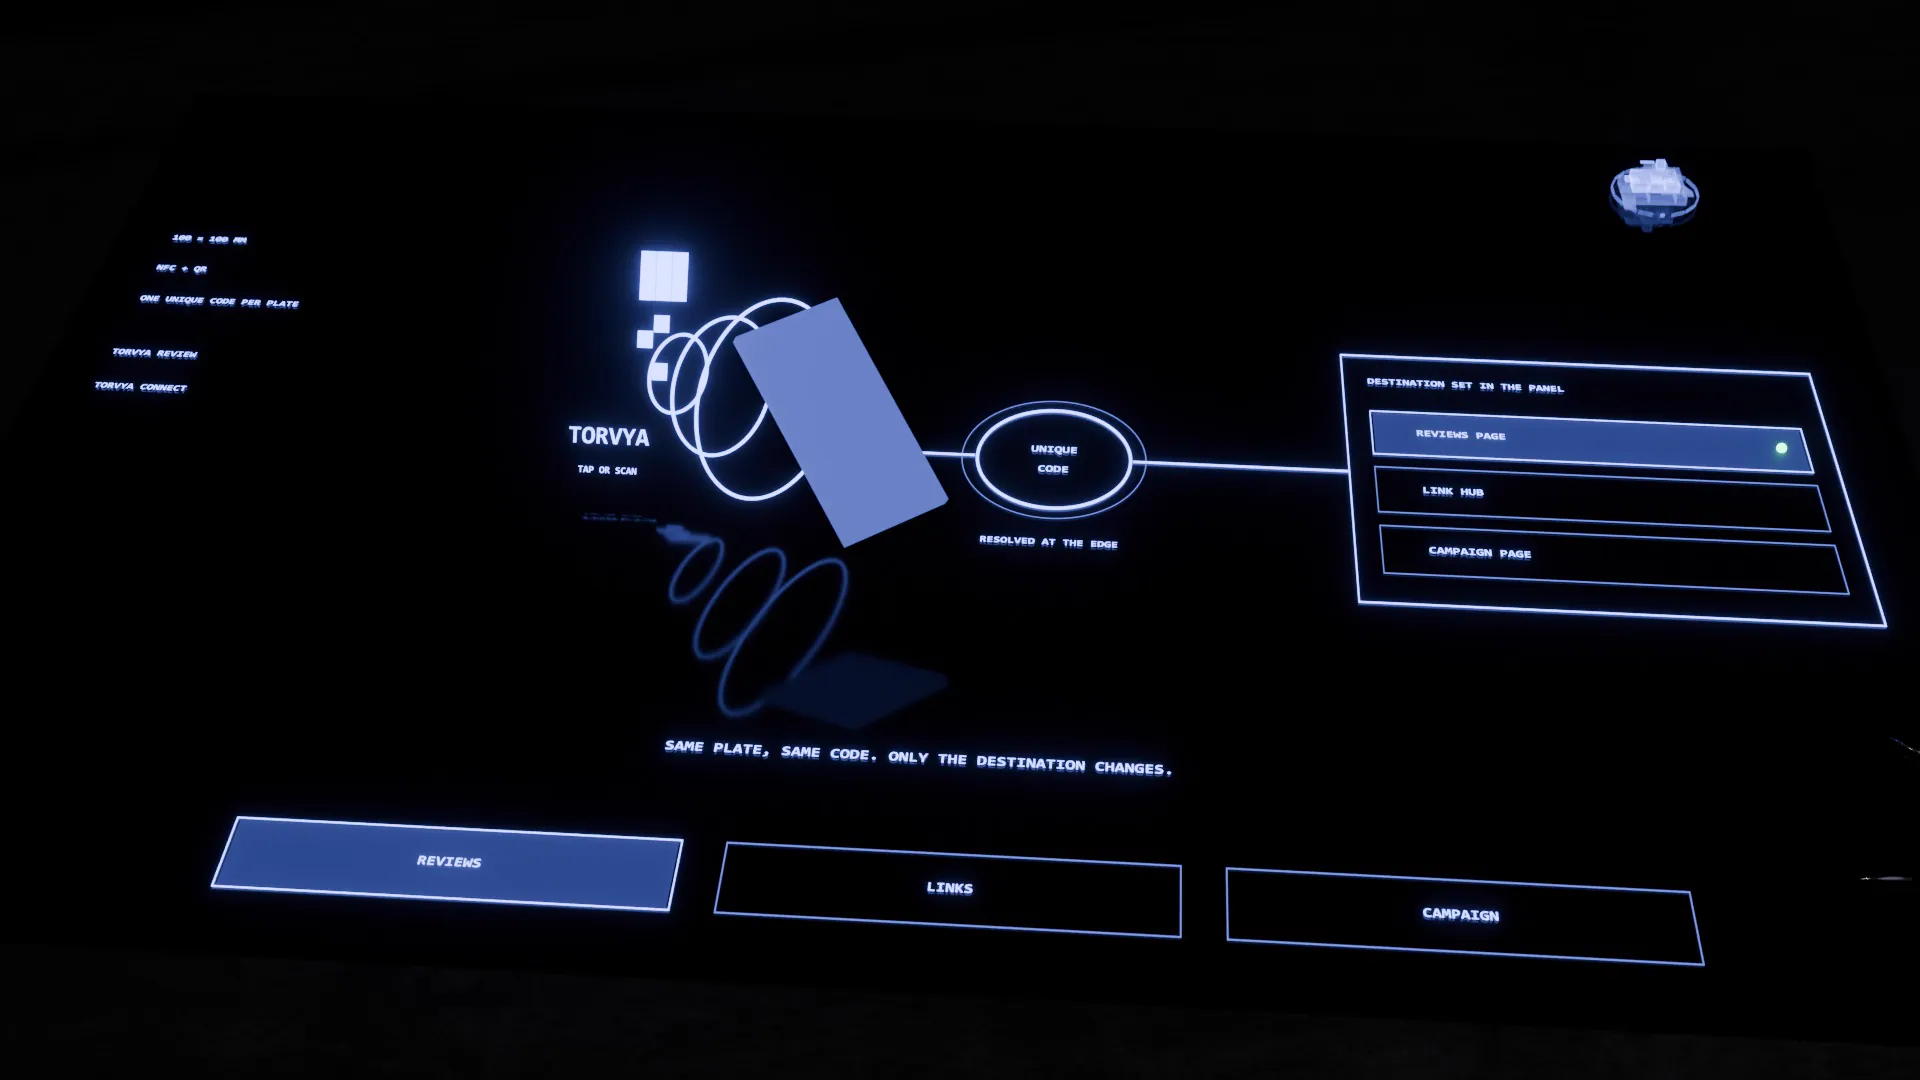 100 × 100 MM
NFC + QR
ONE UNIQUE CODE PER PLATE
TORVYA REVIEW
TORVYA CONNECT
TORVYA
TAP OR SCAN
UNIQUE
CODE
RESOLVED AT THE EDGE
DESTINATION SET IN THE PANEL
REVIEWS PAGE
LINK HUB
CAMPAIGN PAGE
SAME PLATE, SAME CODE. ONLY THE DESTINATION CHANGES.
REVIEWS
LINKS
CAMPAIGN